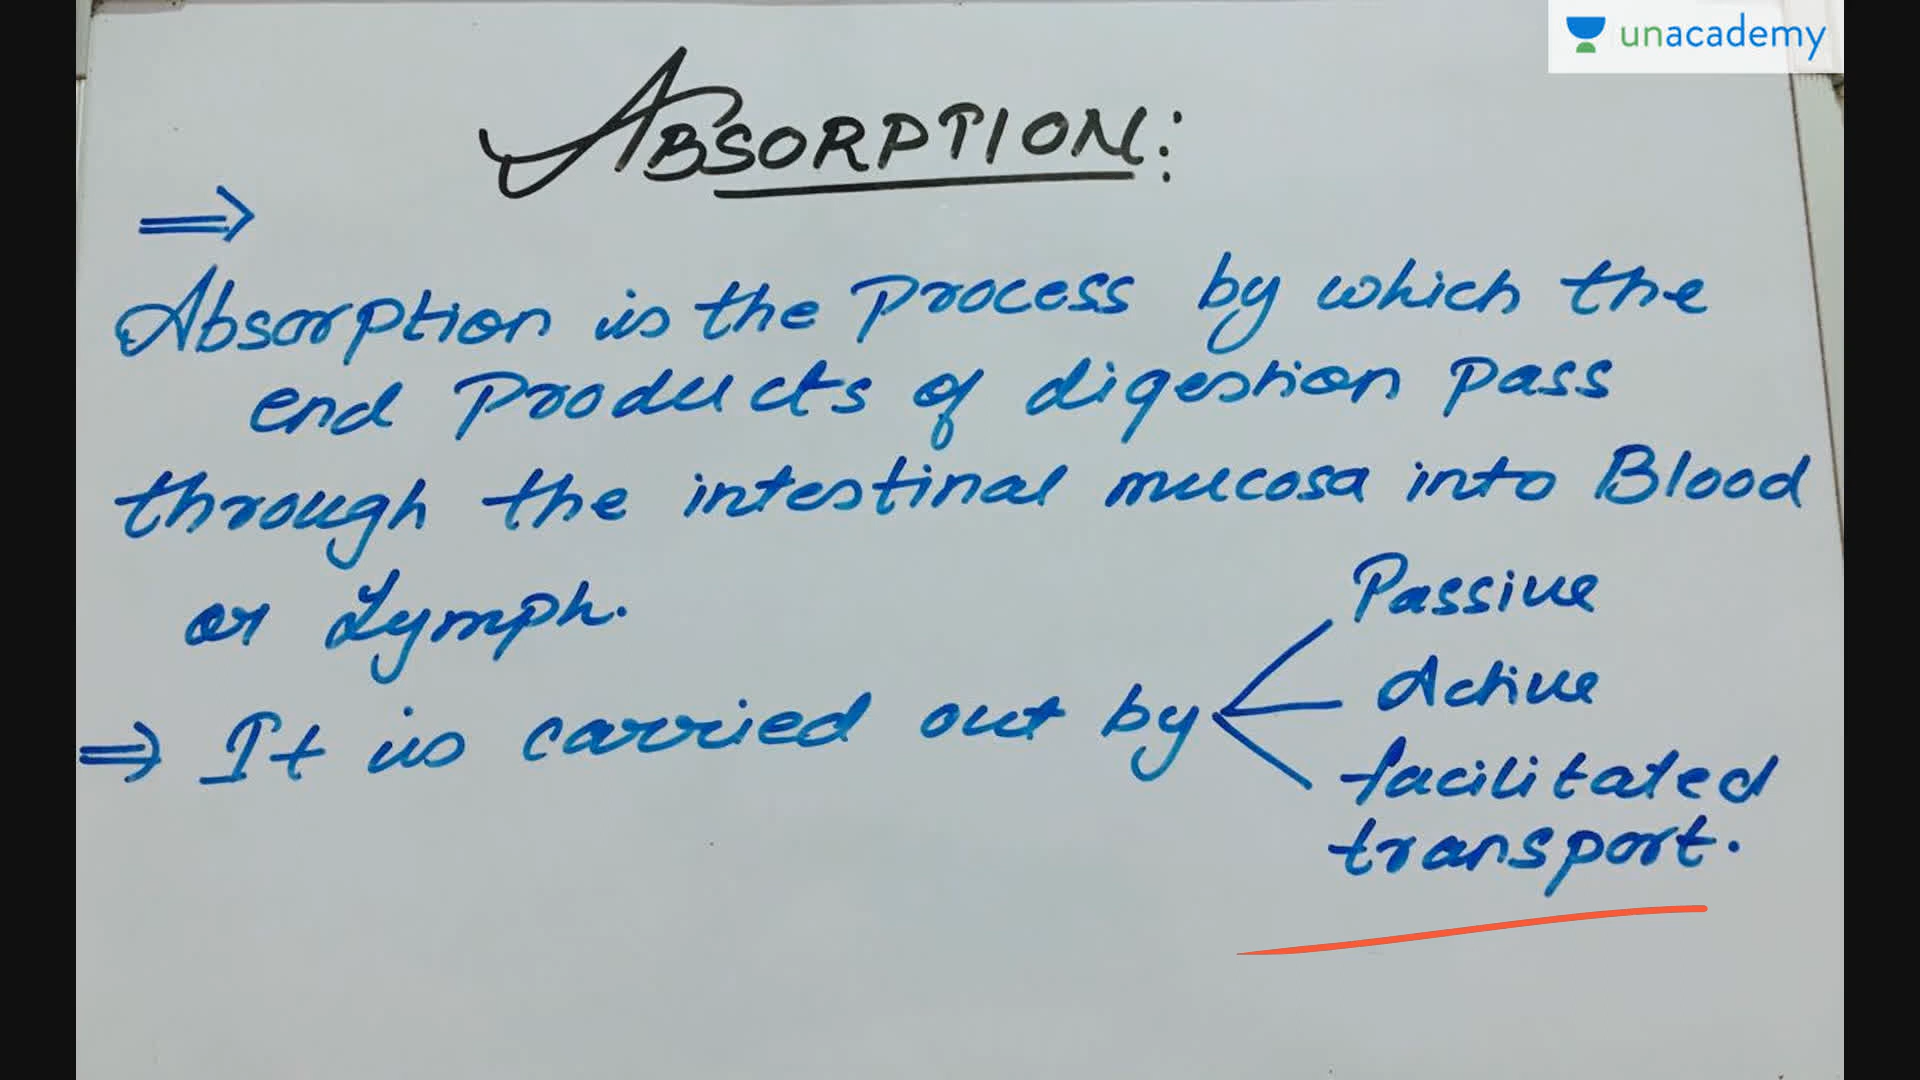 unacademy
ABSORPTION:
⇒
Absorption is the process by which the
end products of digestion pass
through the intestinal mucosa into Blood
or Lymph.
⇒ It is carried out by
Passive
Active
facilitated
transport.